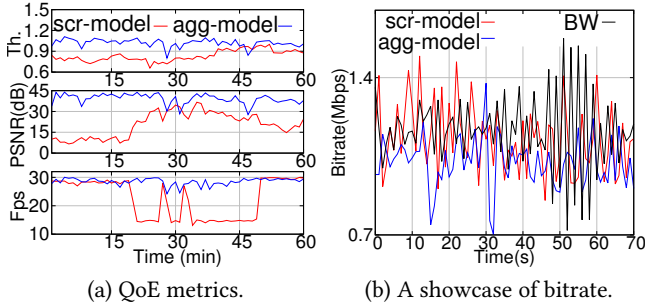 scr-model agg-model
Th.
1.5
1.2
0.9
0.6
15 30 45 60
PSNR(dB)
45
30
15
0
15 30 45 60
Fps
30
20
10
15 30 45 60
Time (min)
(a) QoE metrics.
scr-model BW
agg-model
Bitrate(Mbps)
1.4
0.7
0 10 20 30 40 50 60 70
Time(s)
(b) A showcase of bitrate.